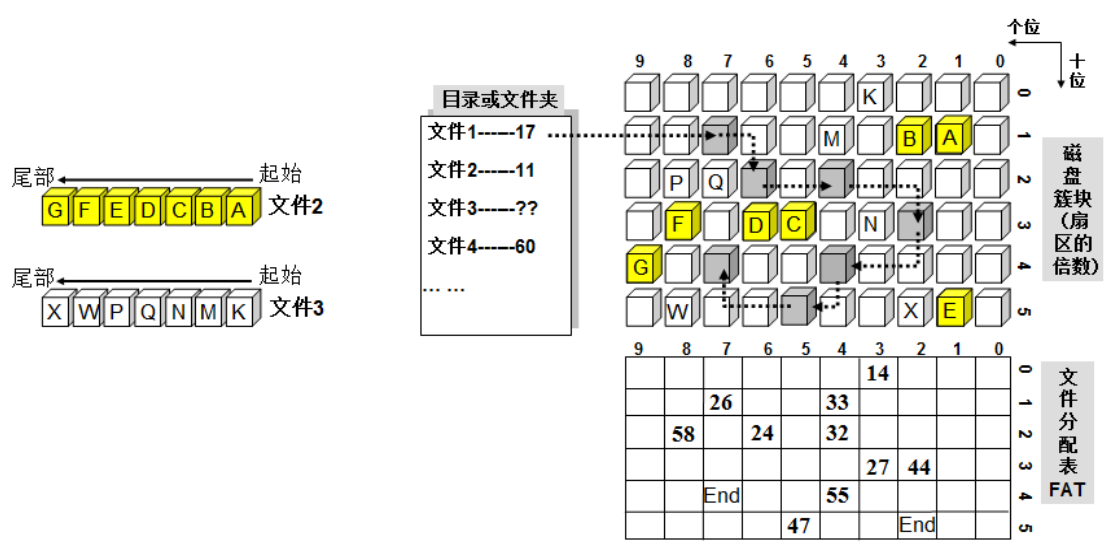 个位
十位
9 8 7 6 5 4 3 2 1 0
目录或文件夹
文件1------17
文件2------11
文件3------??
文件4------60
... ...
K 0
M B A 1
P Q 2
F D C N 3
G 4
W X E 5
磁盘簇块(扇区的倍数)
尾部 起始
G F E D C B A 文件2
尾部 起始
X W P Q N M K 文件3
9 8 7 6 5 4 3 2 1 0
14 0
26 33 1
58 24 32 2
27 44 3
End 55 4
47 End 5
文件分配表FAT